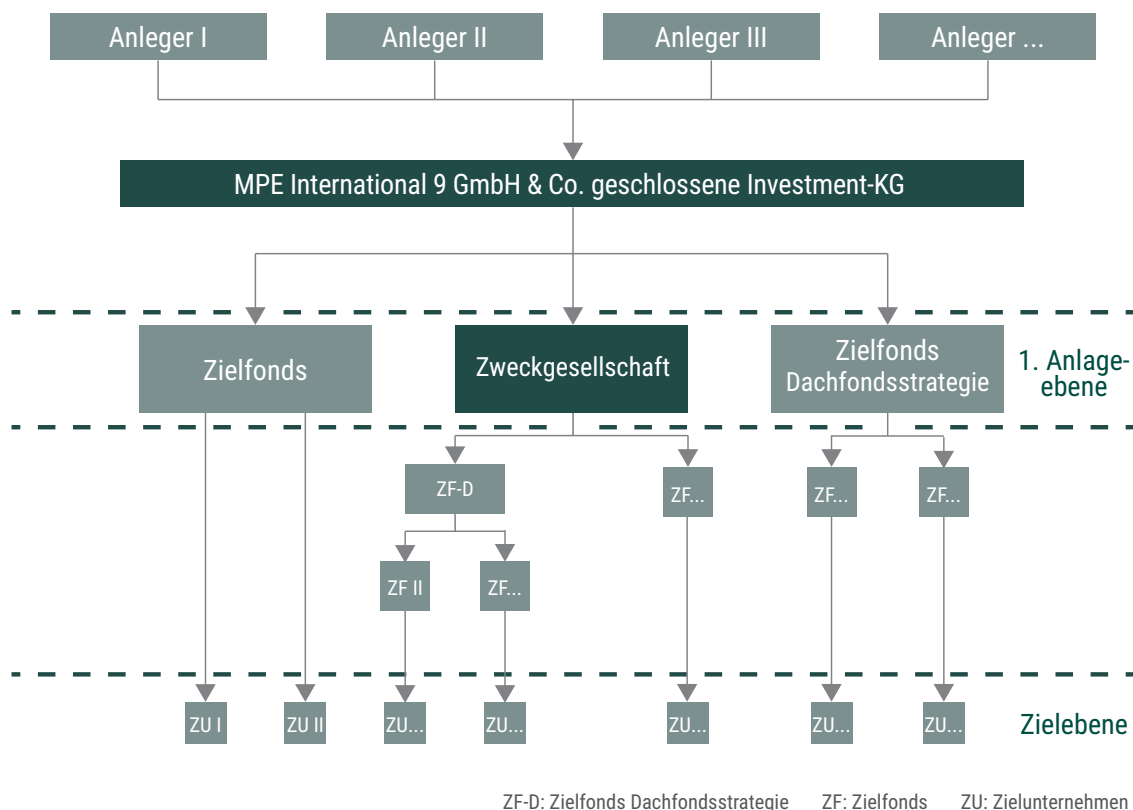 Anleger I
Anleger II
Anleger III
Anleger ...
MPE International 9 GmbH & Co. geschlossene Investment-KG
Zielfonds
Zweckgesellschaft
Zielfonds
Dachfondsstrategie
1. Anlage-
ebene
ZF-D
ZF...
ZF...
ZF...
ZF II
ZF...
ZU I
ZU II
ZU...
ZU...
ZU...
ZU...
ZU...
Zielebene
ZF-D: Zielfonds Dachfondsstrategie ZF: Zielfonds ZU: Zielunternehmen